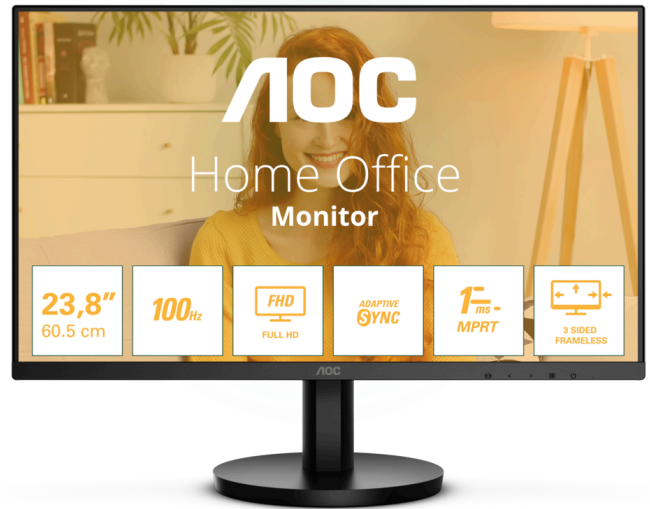 AOC
Home Office
Monitor
23,8”
60.5 cm
100Hz
FHD
FULL HD
ADAPTIVE
SYNC
1ms
MPRT
3 SIDED
FRAMELESS
AOC